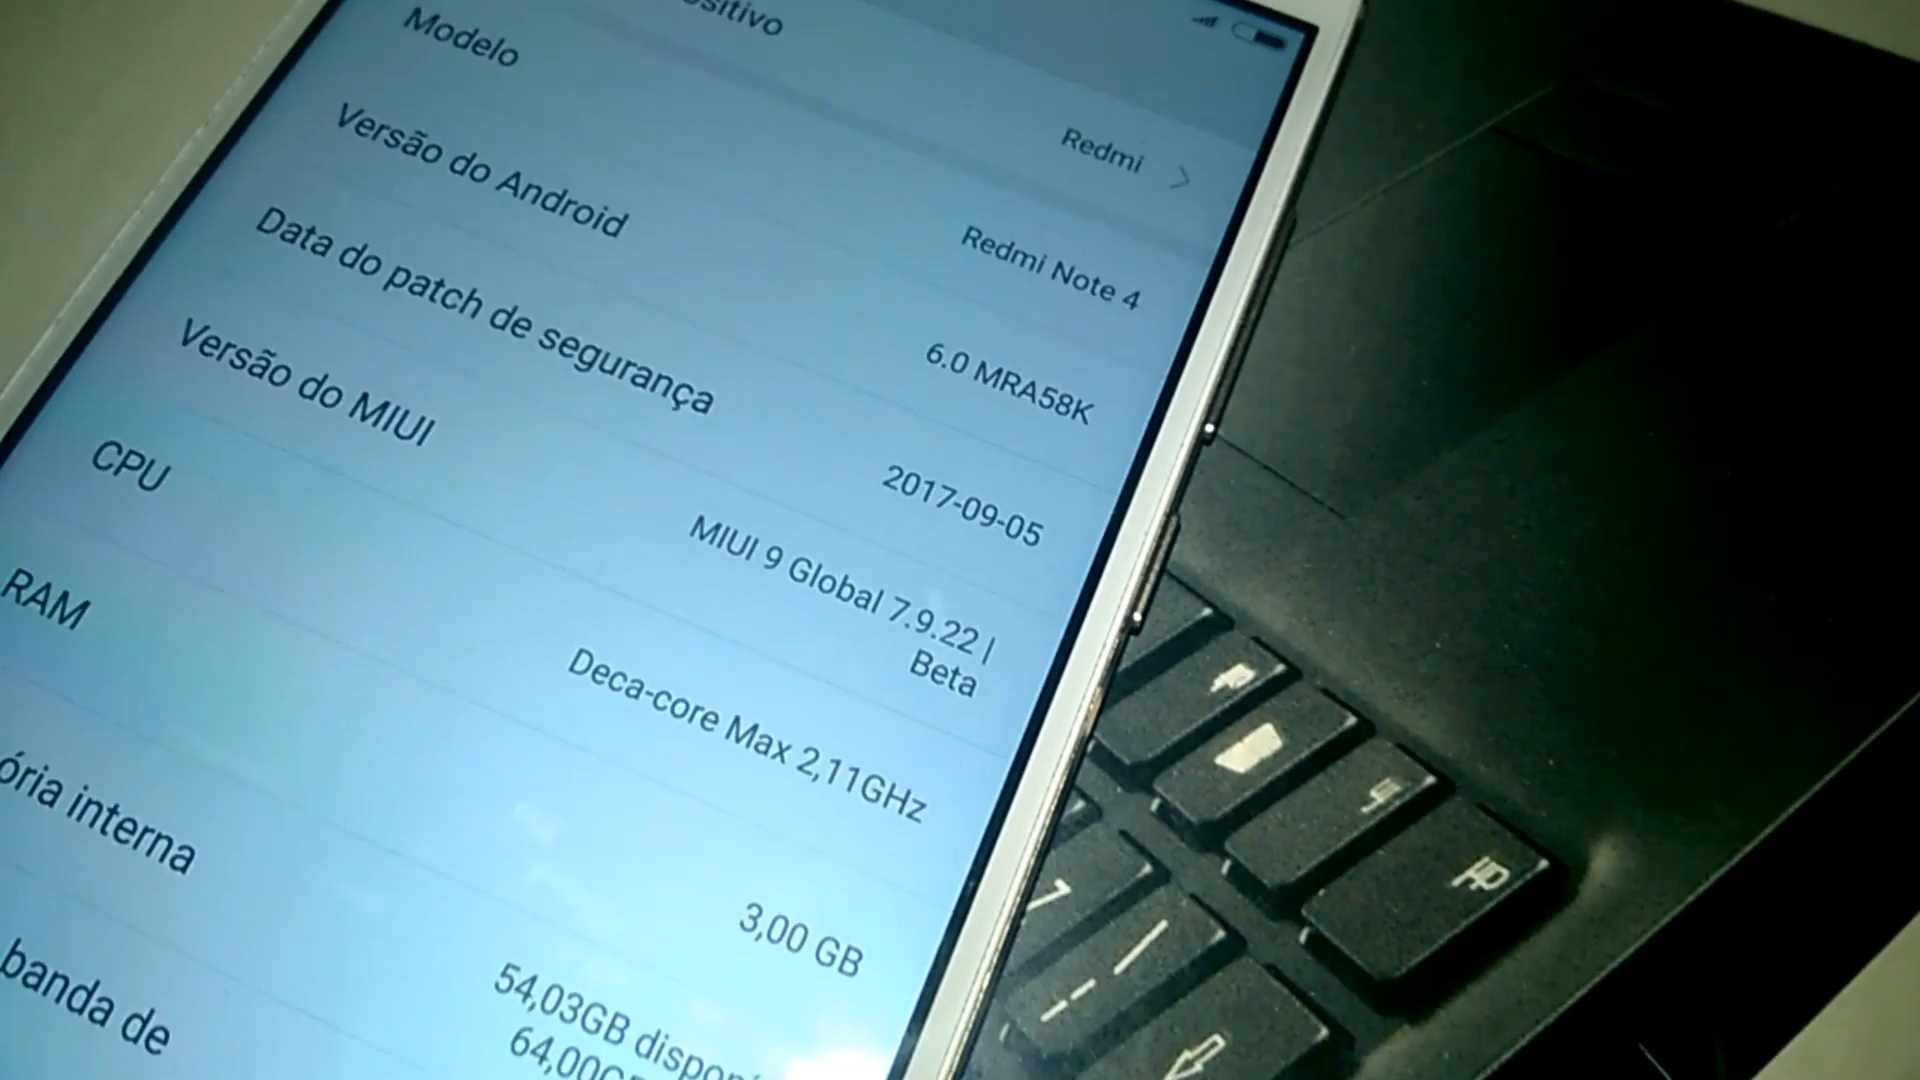 Redmi
Modelo
Redmi Note 4
Versão do Android
6.0 MRA58K
Data do patch de segurança
2017-09-05
Versão do MIUI
MIUI 9 Global 7.9.22 |
Beta
CPU
Deca-core Max 2,11GHz
RAM
3,00 GB
interna
54,03GB
banda de